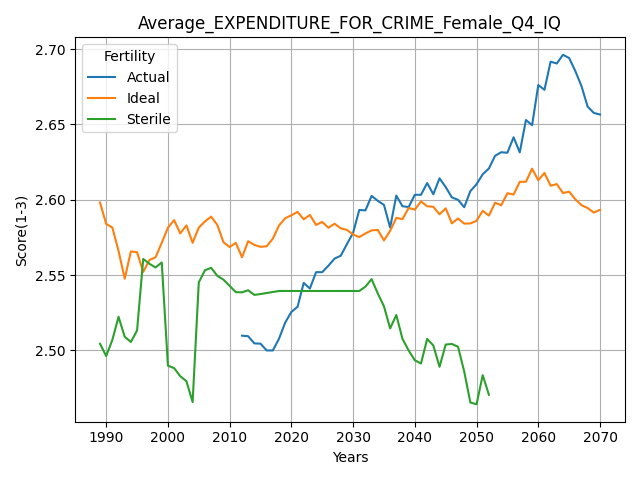 Average_EXPENDITURE_FOR_CRIME_Female_Q4_IQ
Fertility
Actual
Ideal
Sterile
Score(1-3)
2.70
2.65
2.60
2.55
2.50
1990 2000 2010 2020 2030 2040 2050 2060 2070
Years